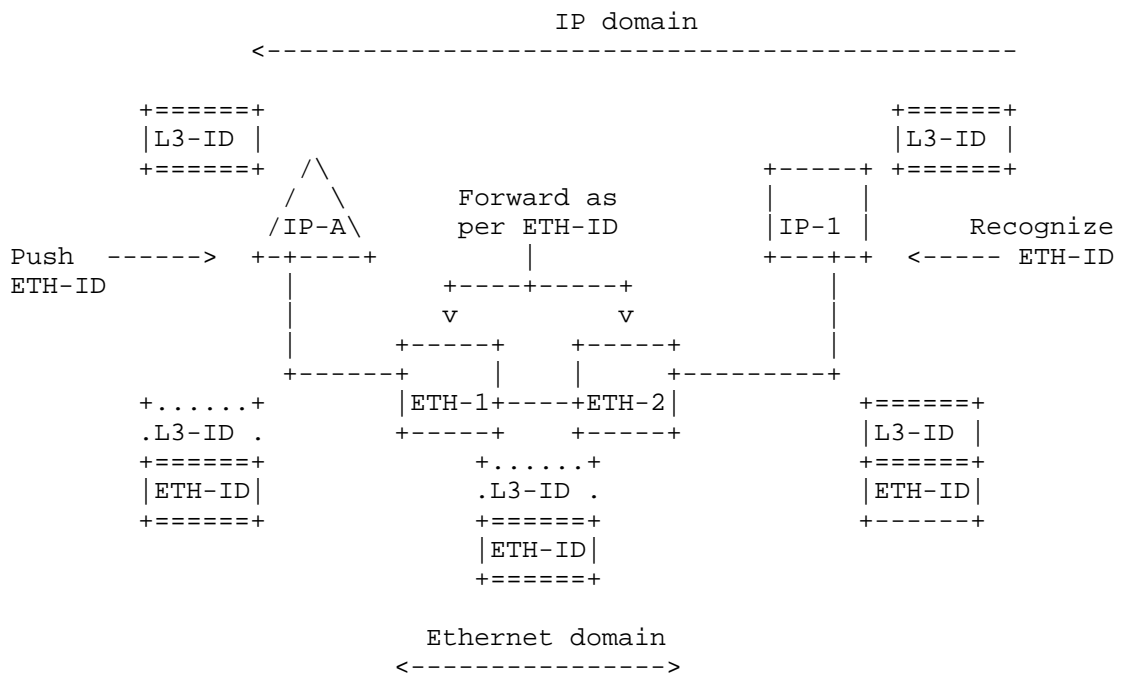 IP domain
               <-----------------------------------------------

        +======+                                       +======+
        |L3-ID |                                       |L3-ID |
        +======+  /\                           +-----+ +======+
                 /  \       Forward as         |     |
                /IP-A\      per ETH-ID         |IP-1 |      Recognize
Push  ------>  +-+----+         |              +---+-+  <----- ETH-ID
ETH-ID           |         +----+-----+            |
                 |         v          v            |
                 |      +-----+    +-----+         |
                 +------+     |    |     +---------+
        +......+        |ETH-1+----+ETH-2|           +======+
        .L3-ID .        +-----+    +-----+           |L3-ID |
        +======+             +......+                +======+
        |ETH-ID|             .L3-ID .                |ETH-ID|
        +======+             +======+                +------+
                             |ETH-ID|
                             +======+

                          Ethernet domain
                        <---------------->